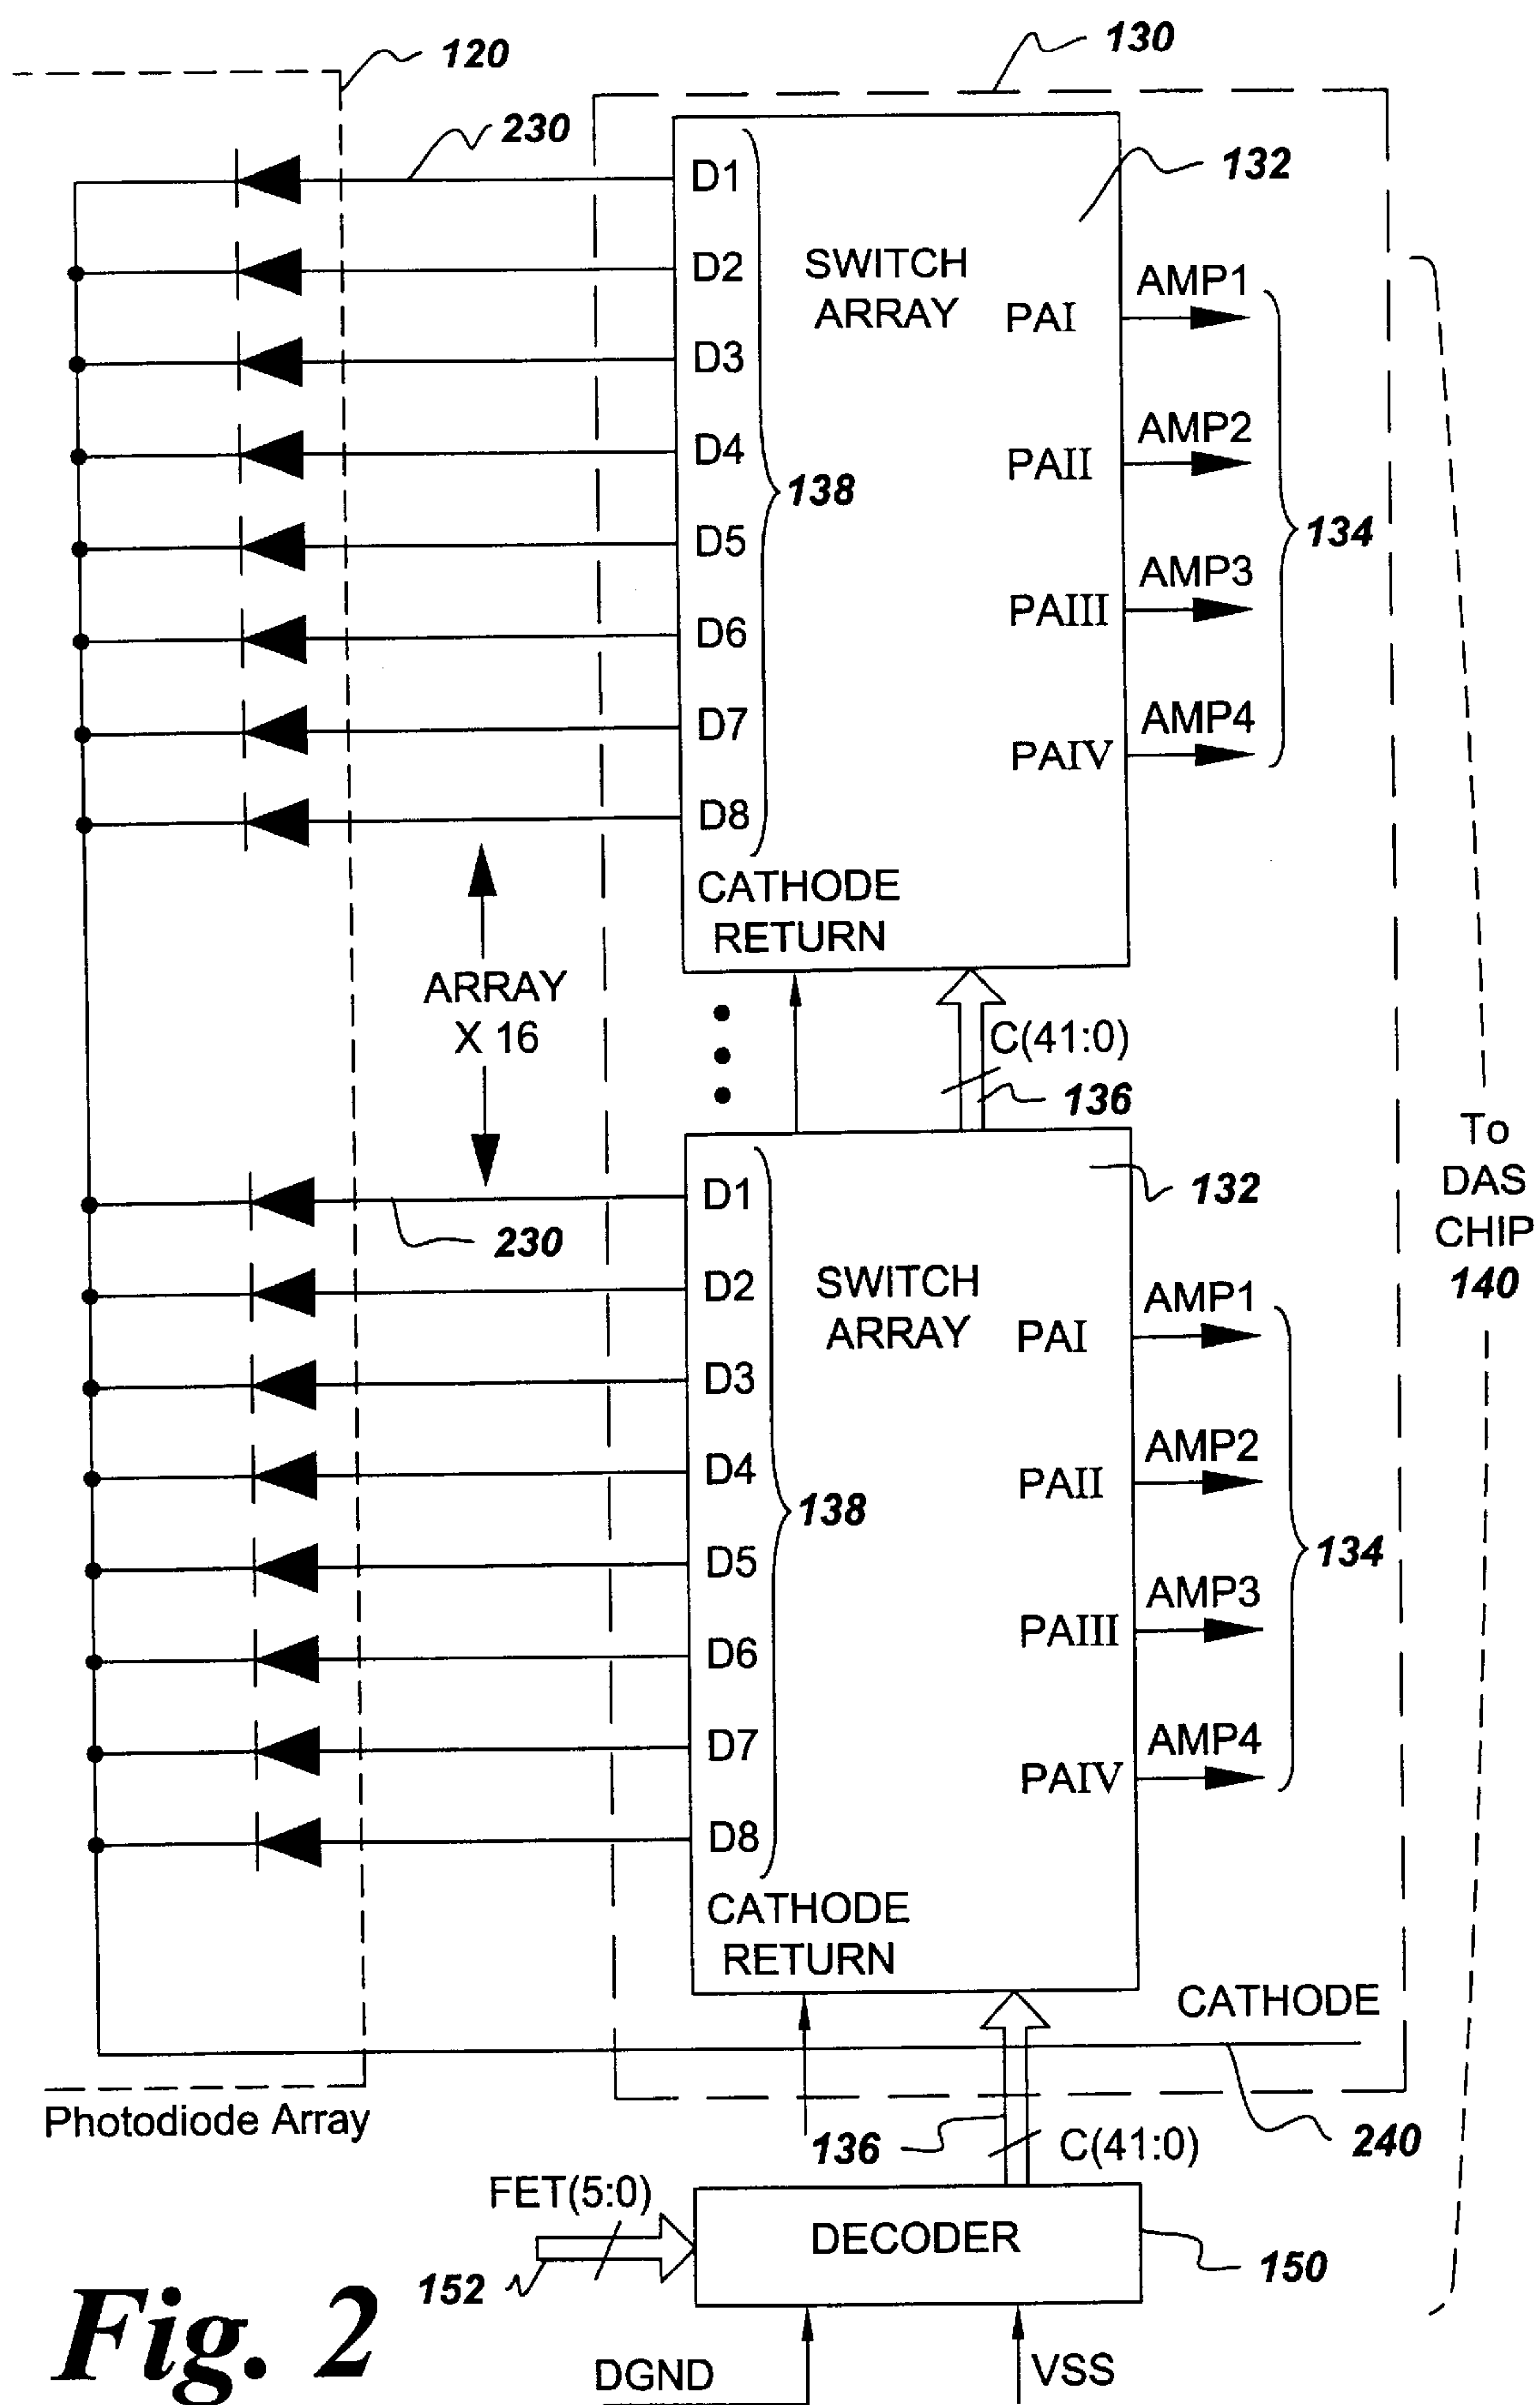 120
130
230
132
D1
D2
D3
D4
D5
D6
D7
D8
138
SWITCH
ARRAY
PAI
PAII
PAIII
PAIV
AMP1
AMP2
AMP3
AMP4
134
CATHODE
RETURN
ARRAY
X 16
C(41:0)
136
To
DAS
CHIP
140
230
132
D1
D2
D3
D4
D5
D6
D7
D8
138
SWITCH
ARRAY
PAI
PAII
PAIII
PAIV
AMP1
AMP2
AMP3
AMP4
134
CATHODE
RETURN
CATHODE
240
Photodiode Array
136
C(41:0)
FET(5:0)
152
DECODER
150
DGND
VSS
Fig. 2